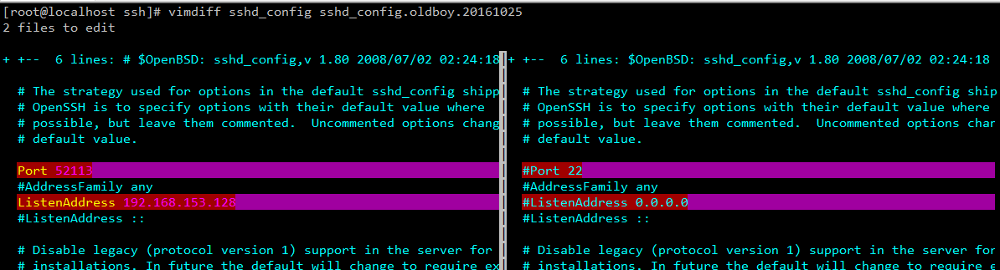 [root@localhost ssh]# vimdiff sshd_config sshd_config.oldboy.20161025
2 files to edit
+ +--  6 lines: # $OpenBSD: sshd_config,v 1.80 2008/07/02 02:24:18
# The strategy used for options in the default sshd_config shipp
# OpenSSH is to specify options with their default value where
# possible, but leave them commented.  Uncommented options chang
# default value.
Port 52113
#AddressFamily any
ListenAddress 192.168.153.128
#ListenAddress ::
# Disable legacy (protocol version 1) support in the server for
# installations. In future the default will change to require ex
+ +--  6 lines: $OpenBSD: sshd_config,v 1.80 2008/07/02 02:24:18
# The strategy used for options in the default sshd_config ship
# OpenSSH is to specify options with their default value where
# possible, but leave them commented.  Uncommented options char
# default value.
#Port 22
#AddressFamily any
#ListenAddress 0.0.0.0
#ListenAddress ::
# Disable legacy (protocol version 1) support in the server for
# installations. In future the default will change to require e